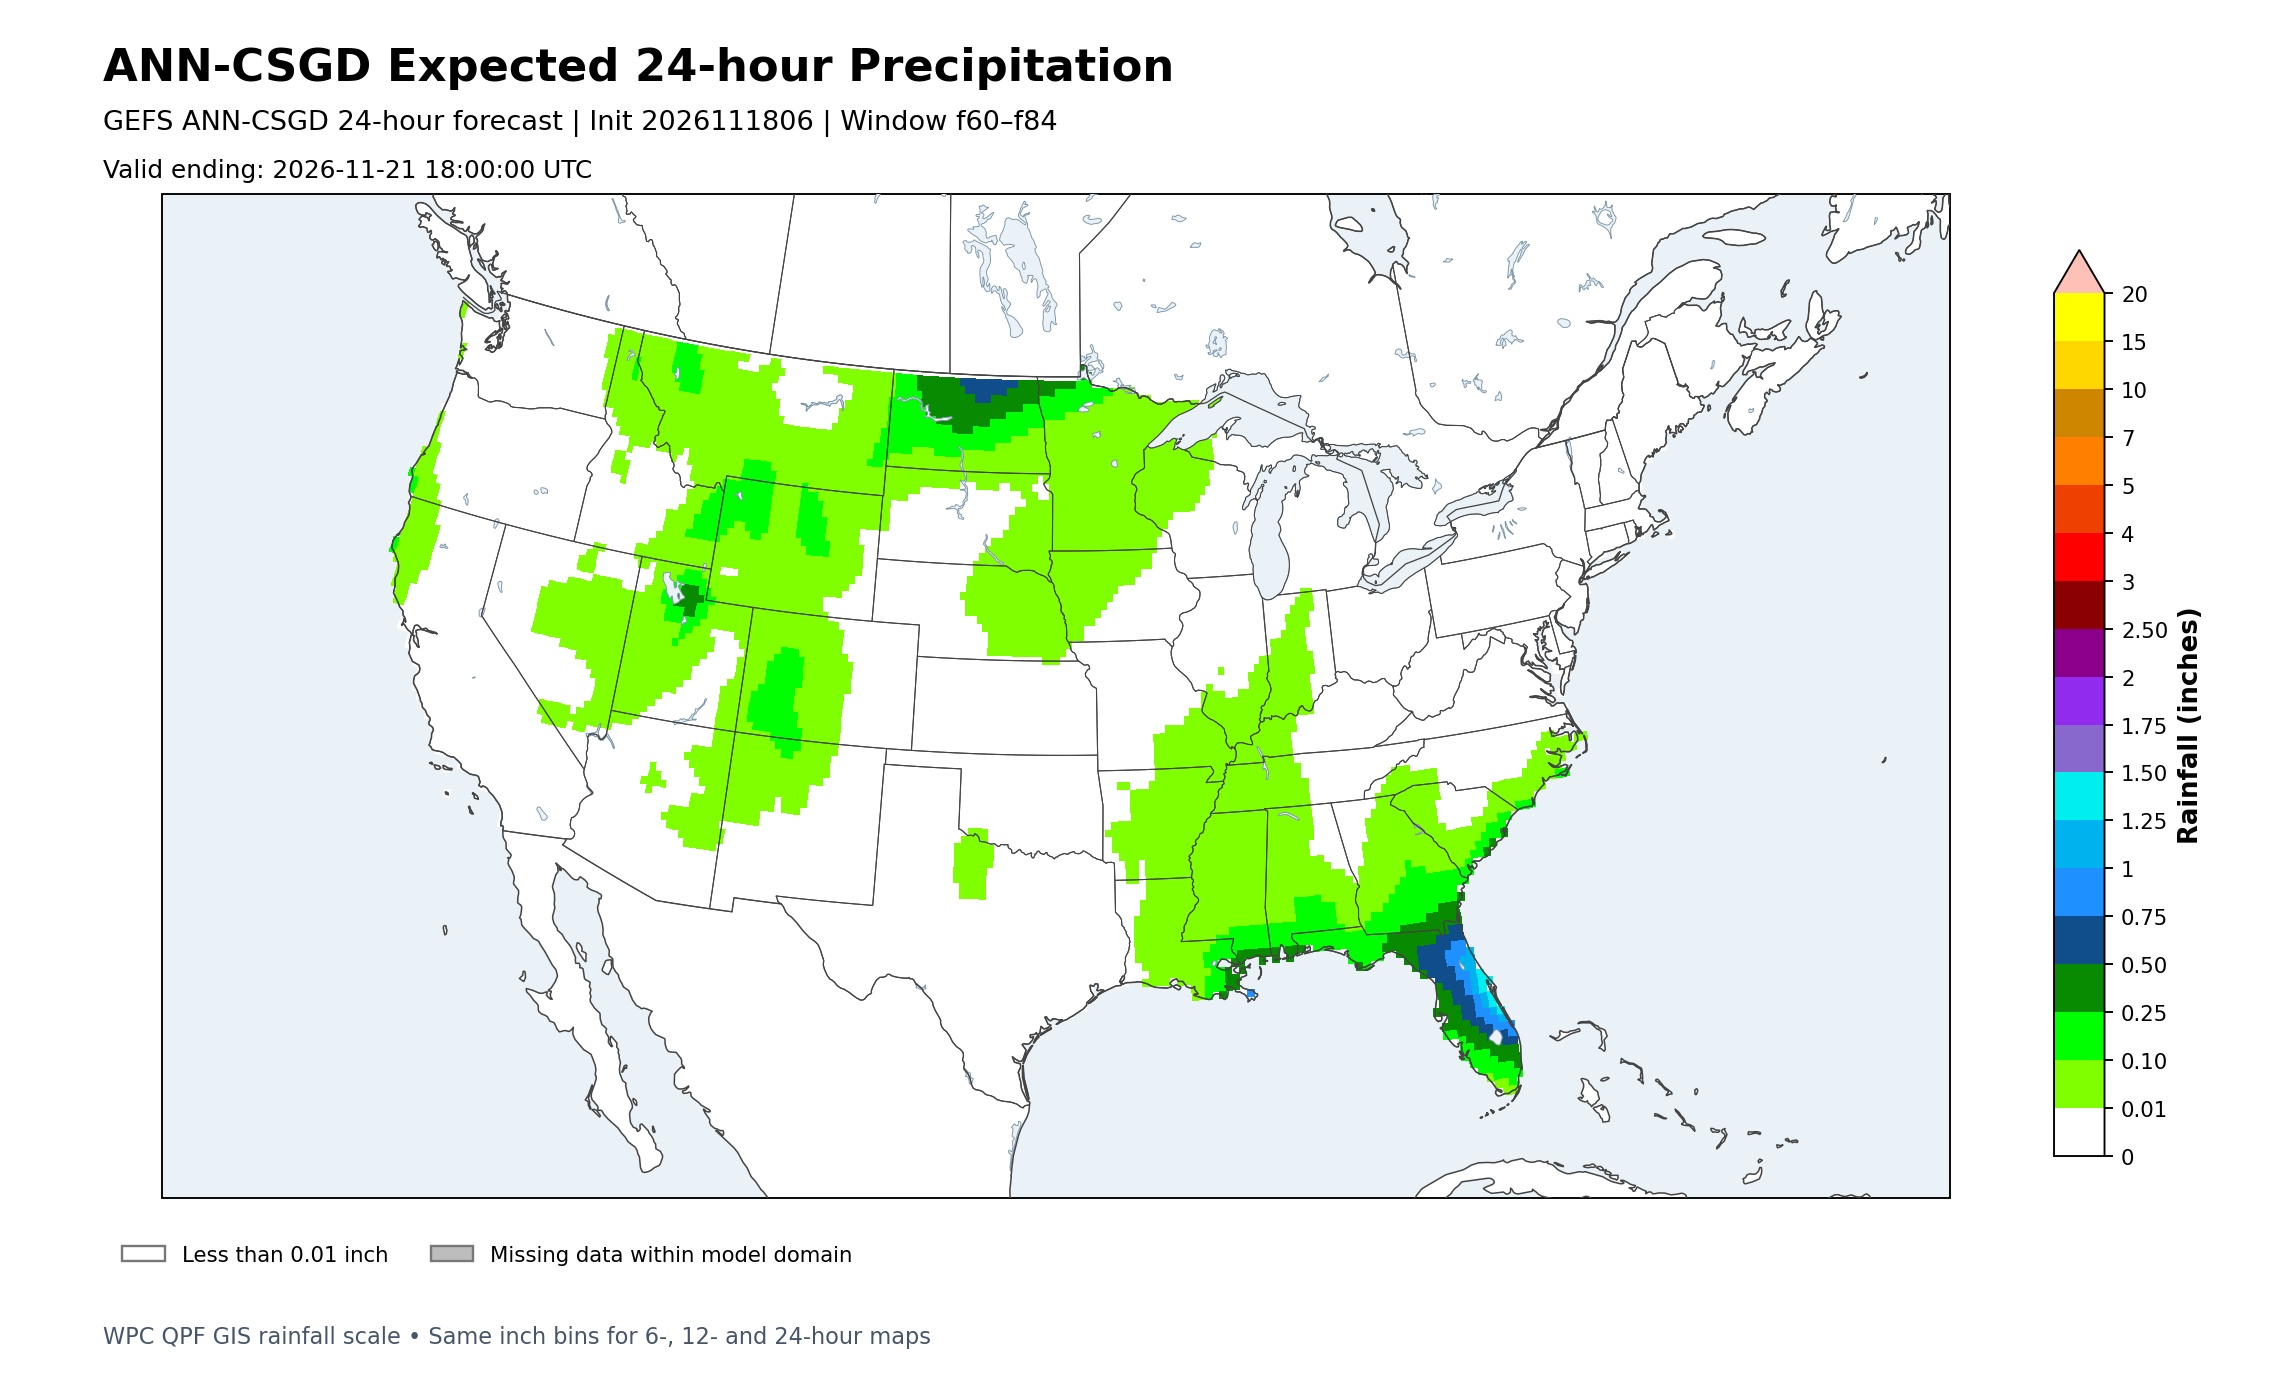 ANN-CSGD Expected 24-hour Precipitation
GEFS ANN-CSGD 24-hour forecast | Init 2026111806 | Window f60–f84
Valid ending: 2026-11-21 18:00:00 UTC
20
15
10
7
5
4
3
2.50
2
1.75
1.50
1.25
1
0.75
0.50
0.25
0.10
0.01
0
Rainfall (inches)
Less than 0.01 inch
Missing data within model domain
WPC QPF GIS rainfall scale • Same inch bins for 6-, 12- and 24-hour maps